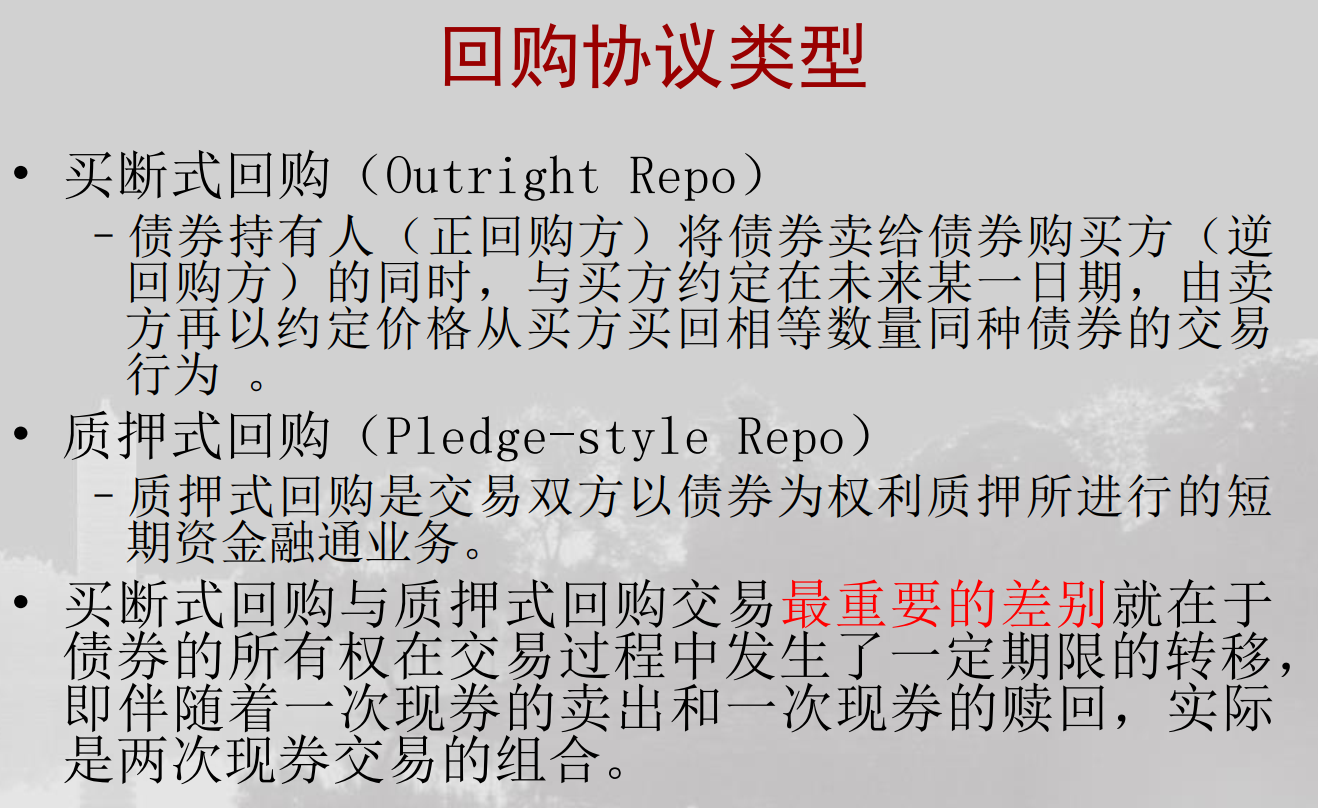 回购协议类型
• 买断式回购（Outright Repo）
– 债券持有人（正回购方）将债券卖给债券购买方（逆
回购方）的同时，与买方约定在未来某一日期，由卖
方再以约定价格从买方买回相等数量同种债券的交易
行为 。
• 质押式回购（Pledge-style Repo）
– 质押式回购是交易双方以债券为权利质押所进行的短
期资金融通业务。
• 买断式回购与质押式回购交易最重要的差别就在于
债券的所有权在交易过程中发生了一定期限的转移，
即伴随着一次现券的卖出和一次现券的赎回，实际
是两次现券交易的组合。